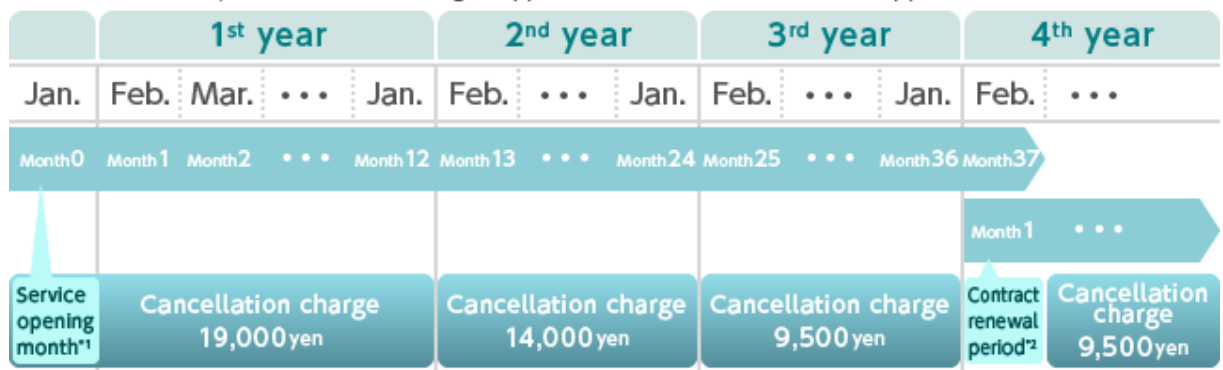 1st year 2nd year 3rd year 4th year
Jan. Feb. Mar. ••• Jan. Feb. ••• Jan. Feb. ••• Jan. Feb. •••
Month0 Month1 Month2 ••• Month12 Month13 ••• Month24 Month25 ••• Month36 Month37
Month1 •••
Service
opening
month*1
Cancellation charge
19,000yen
Cancellation charge
14,000yen
Cancellation charge
9,500yen
Contract
renewal
period*2
Cancellation
charge
9,500yen